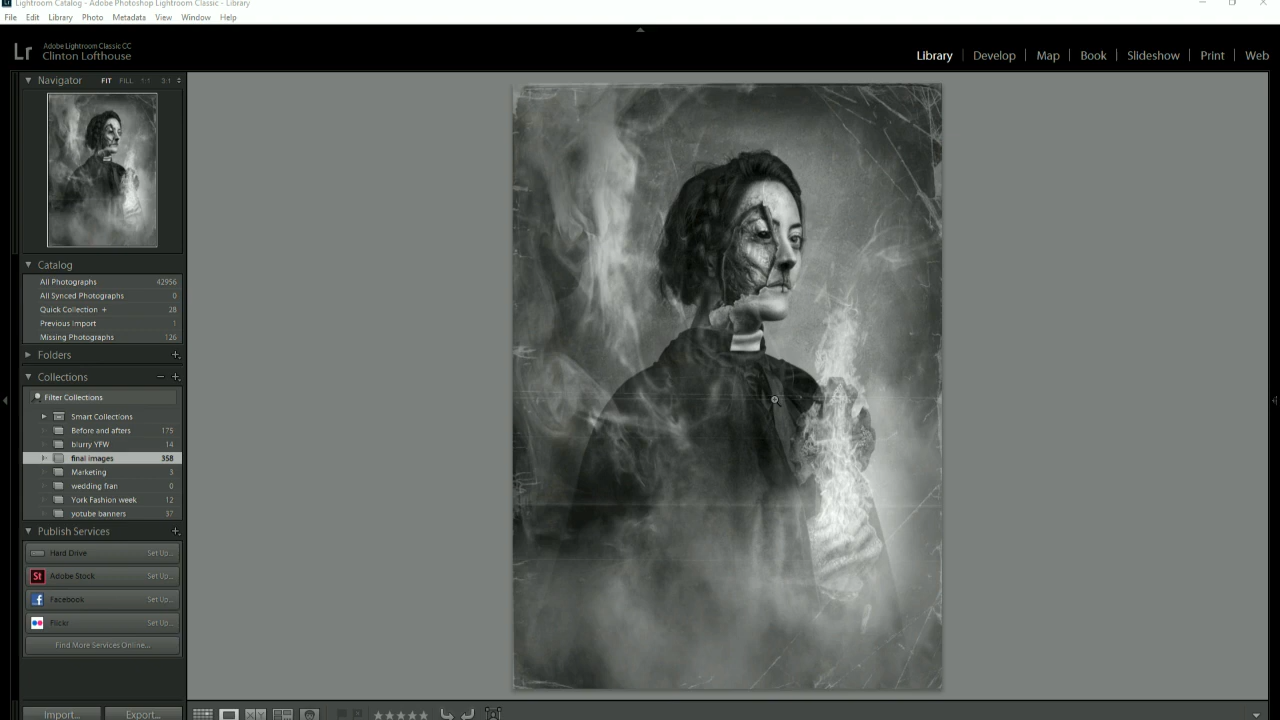 Lightroom Catalog - Adobe Photoshop Lightroom Classic - Library
File Edit Library Photo Metadata View Window Help
Lr
Adobe Lightroom Classic CC
Clinton Lofthouse
Library Develop Map Book Slideshow Print Web
Navigator FIT FILL 1:1 3:1
Catalog
All Photographs 42956
All Synced Photographs 0
Quick Collection + 28
Previous Import 1
Missing Photographs 126
Folders +
Collections − +
Filter Collections
Smart Collections
Before and afters 175
blurry YFW 14
final images 358
Marketing 3
wedding fran 0
York Fashion week 12
yotube banners 37
Publish Services +
Hard Drive Set Up...
St Adobe Stock Set Up...
f Facebook Set Up...
Flickr Set Up...
Find More Services Online...
Import... Export...
XY